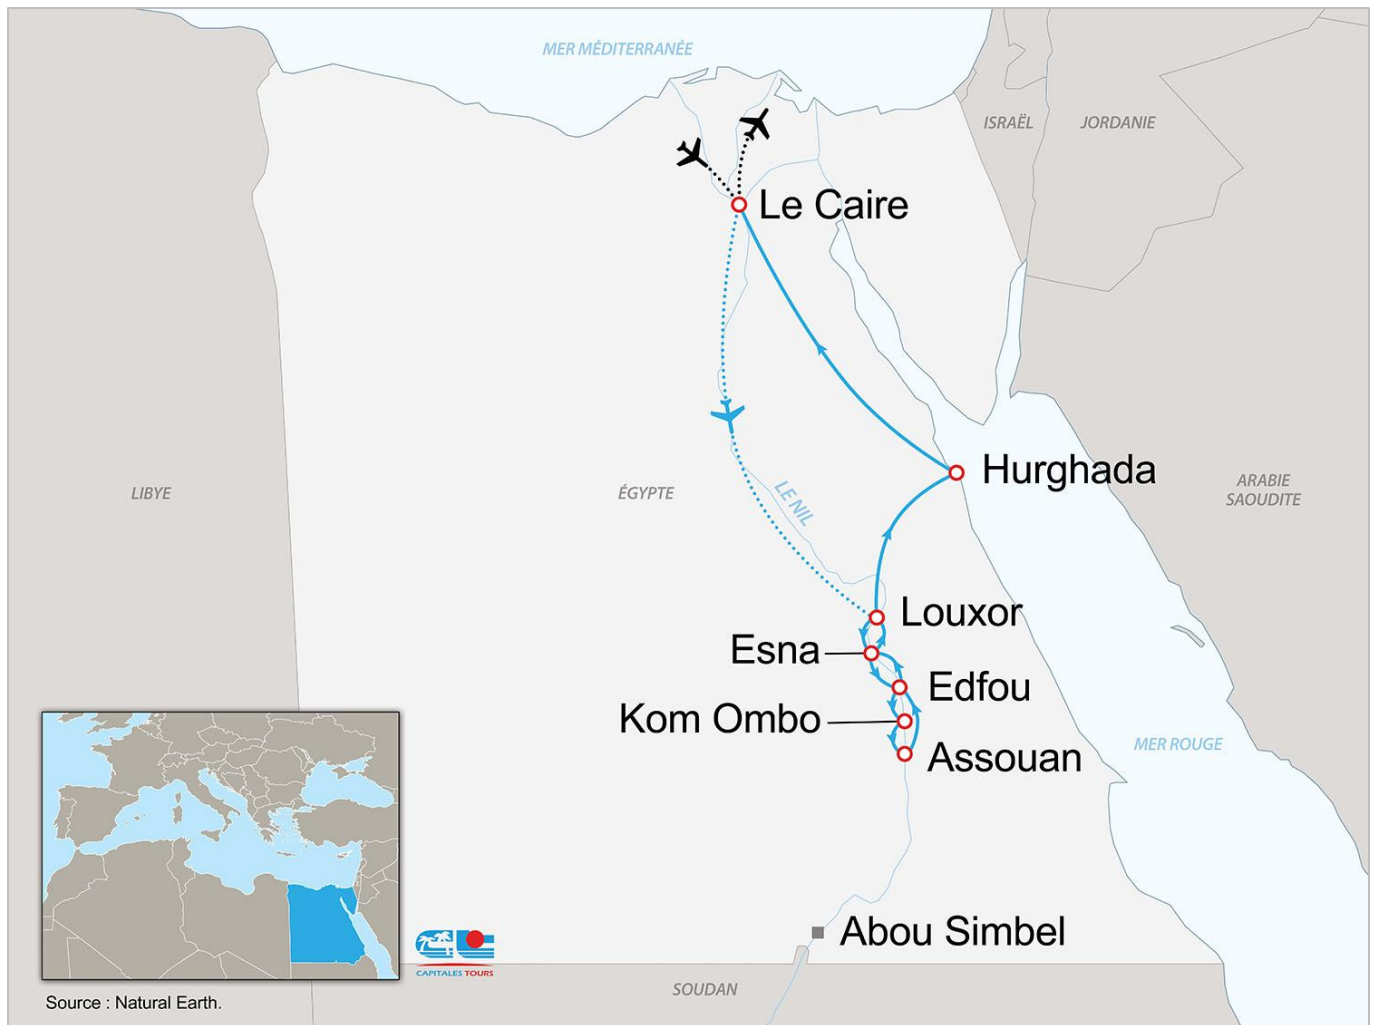 MER MÉDITERRANÉE
ISRAËL
JORDANIE
Le Caire
LIBYE
ÉGYPTE
LE NIL
Hurghada
ARABIE
SAOUDITE
Louxor
Esna
Edfou
Kom Ombo
Assouan
MER ROUGE
Abou Simbel
CAPITALES TOURS
SOUDAN
Source : Natural Earth.